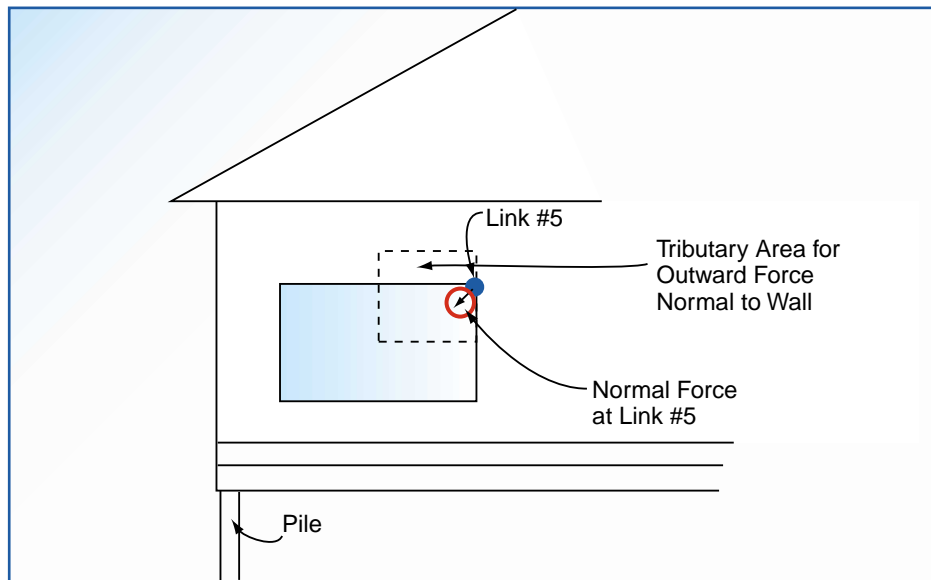 Link #5
Tributary Area for
Outward Force
Normal to Wall
Normal Force
at Link #5
Pile